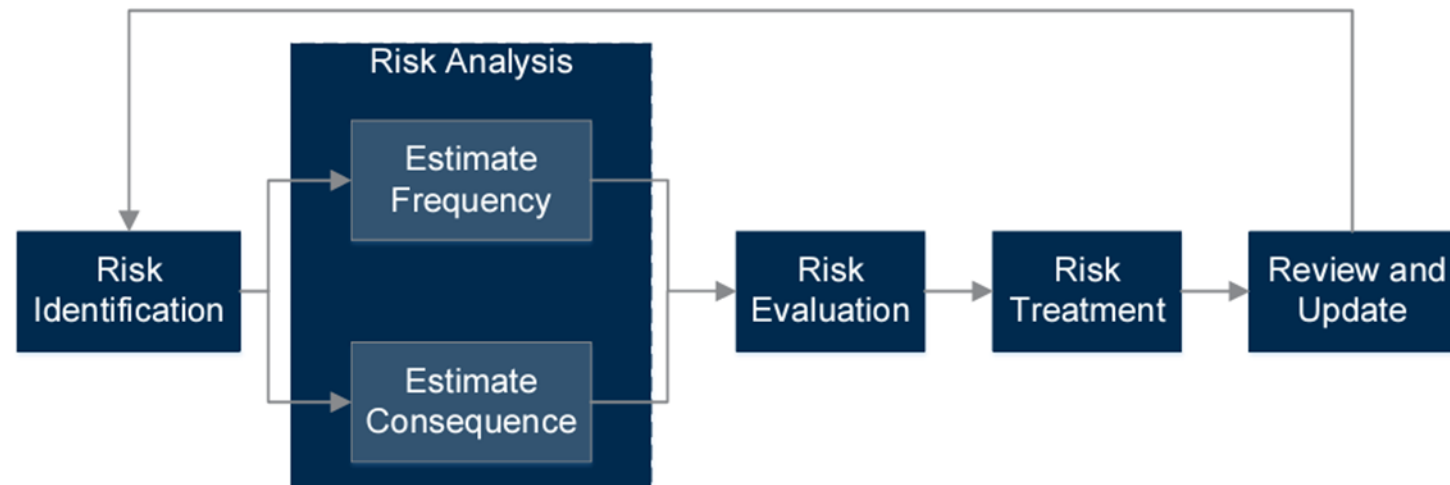 Risk Analysis
Estimate
Frequency
Risk
Identification
Estimate
Consequence
Risk
Evaluation
Risk
Treatment
Review and
Update